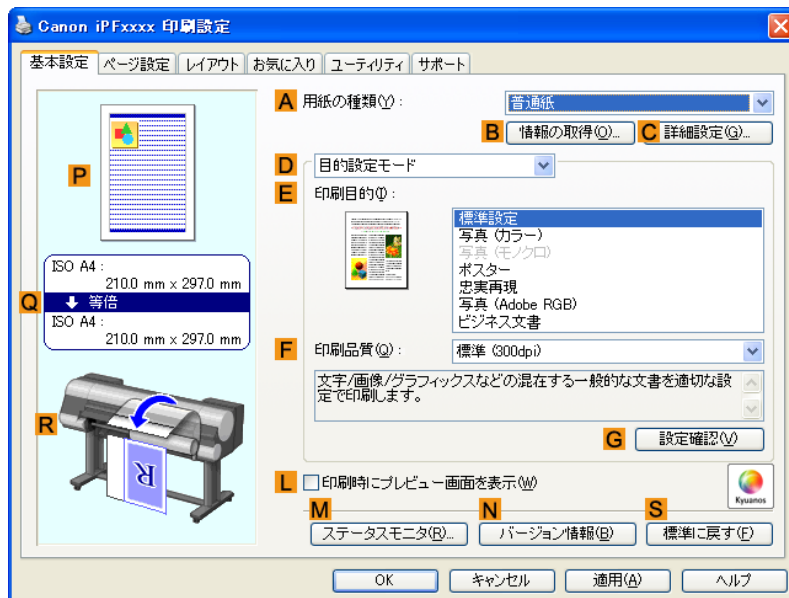 Canon iPFxxxx 印刷設定
基本設定 ページ設定 レイアウト お気に入り ユーティリティ サポート
A 用紙の種類(Y): 普通紙
B 情報の取得(O)... C 詳細設定(G)...
D 目的設定モード
E 印刷目的(I):
標準設定
写真 (カラー)
写真 (モノクロ)
ポスター
忠実再現
写真 (Adobe RGB)
ビジネス文書
F 印刷品質(Q): 標準 (300dpi)
文字/画像/グラフィックスなどの混在する一般的な文書を適切な設
定で印刷します。
G 設定確認(V)
P
Q
ISO A4:
210.0 mm x 297.0 mm
等倍
ISO A4:
210.0 mm x 297.0 mm
R
R
L 印刷時にプレビュー画面を表示(W)
Kyuanos
M ステータスモニタ(R)... N バージョン情報(B) S 標準に戻す(F)
OK キャンセル 適用(A) ヘルプ